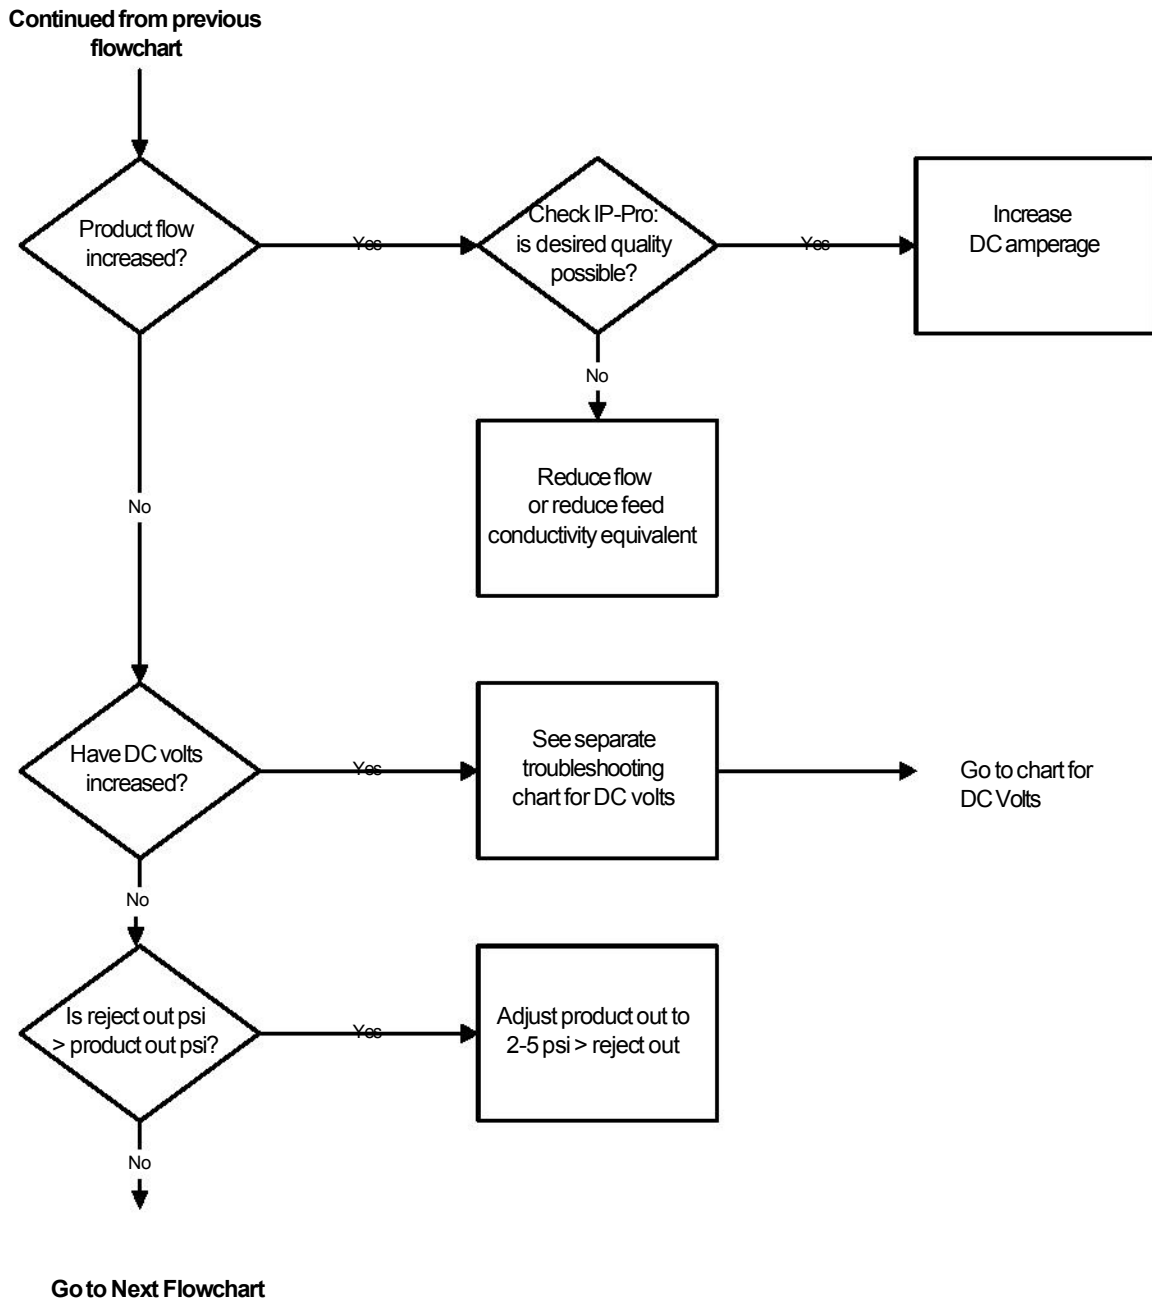 Continued from previous
flowchart
Product flow
increased?
Yes
Check IP-Pro:
is desired quality
possible?
Yes
Increase
DC amperage
No
Reduce flow
or reduce feed
conductivity equivalent
No
Have DC volts
increased?
Yes
See separate
troubleshooting
chart for DC volts
Go to chart for
DC Volts
No
Is reject out psi
> product out psi?
Yes
Adjust product out to
2-5 psi > reject out
No
Go to Next Flowchart